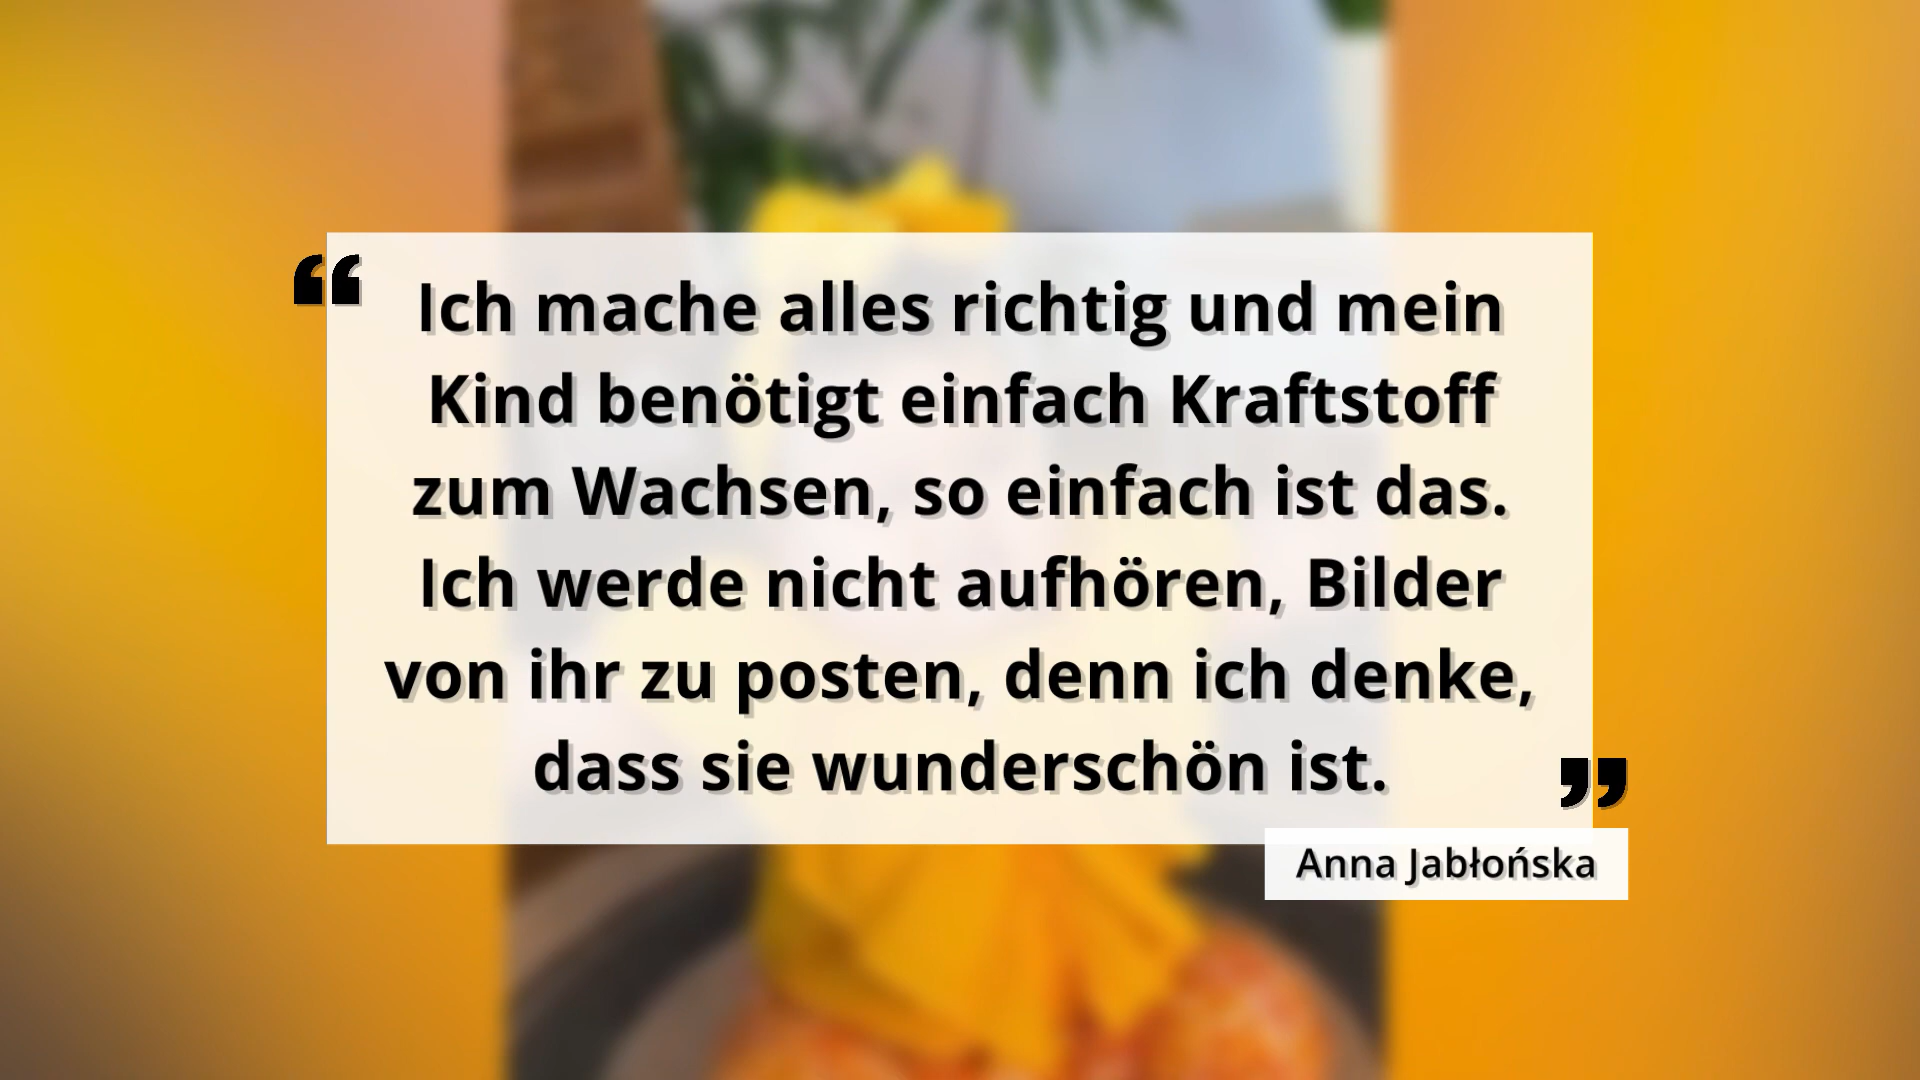 “
Ich mache alles richtig und mein
Kind benötigt einfach Kraftstoff
zum Wachsen, so einfach ist das.
Ich werde nicht aufhören, Bilder
von ihr zu posten, denn ich denke,
dass sie wunderschön ist.
”
Anna Jabłońska